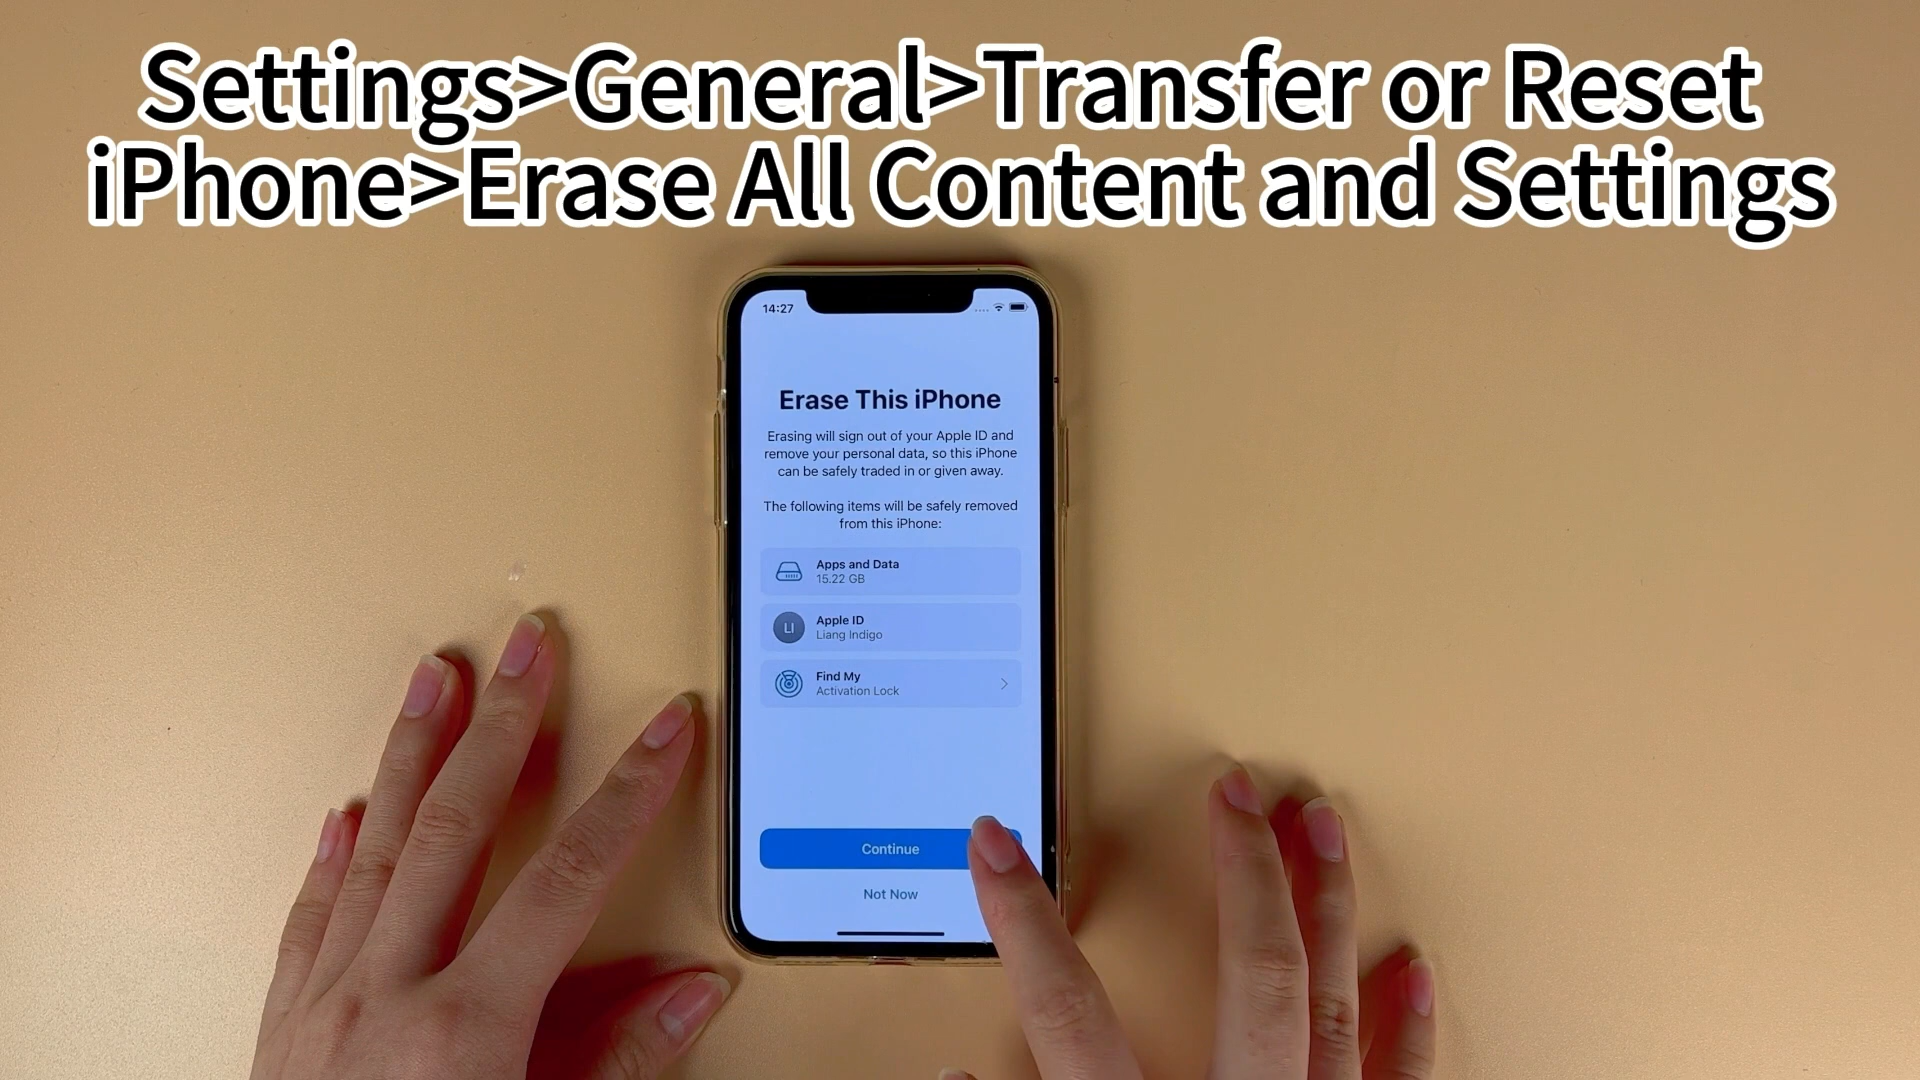 Settings>General>Transfer or Reset
iPhone>Erase All Content and Settings
14:27
Erase This iPhone
Erasing will sign out of your Apple ID and
remove your personal data, so this iPhone
can be safely traded in or given away.
The following items will be safely removed
from this iPhone:
Apps and Data
15.22 GB
LI
Apple ID
Liang Indigo
Find My
Activation Lock
Continue
Not Now